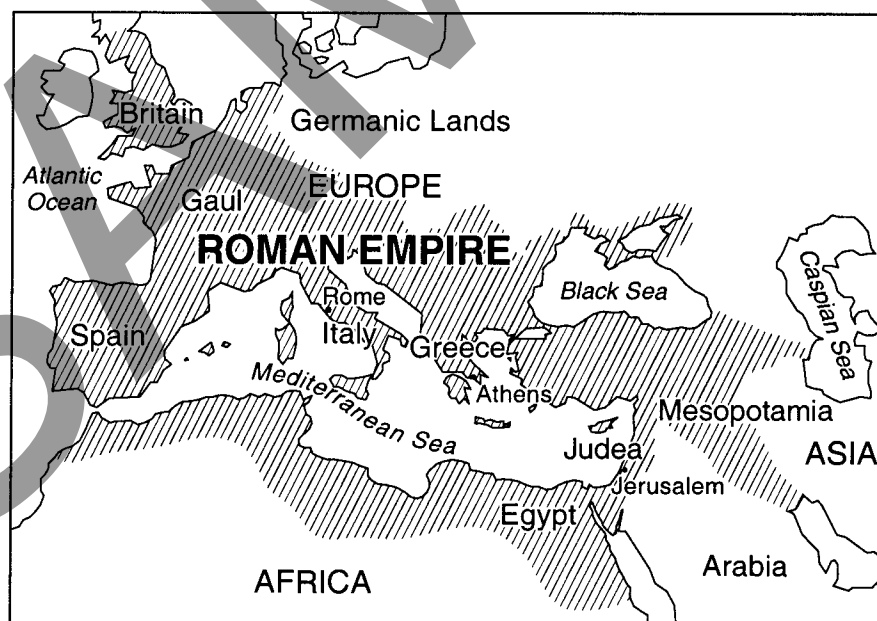 Britain
Germanic Lands
Atlantic
Ocean
Gaul
EUROPE
ROMAN EMPIRE
Caspian Sea
Black Sea
Rome
Spain
Italy
Greece
Mediterranean Sea
Athens
Mesopotamia
Judea
ASIA
Jerusalem
Egypt
Arabia
AFRICA